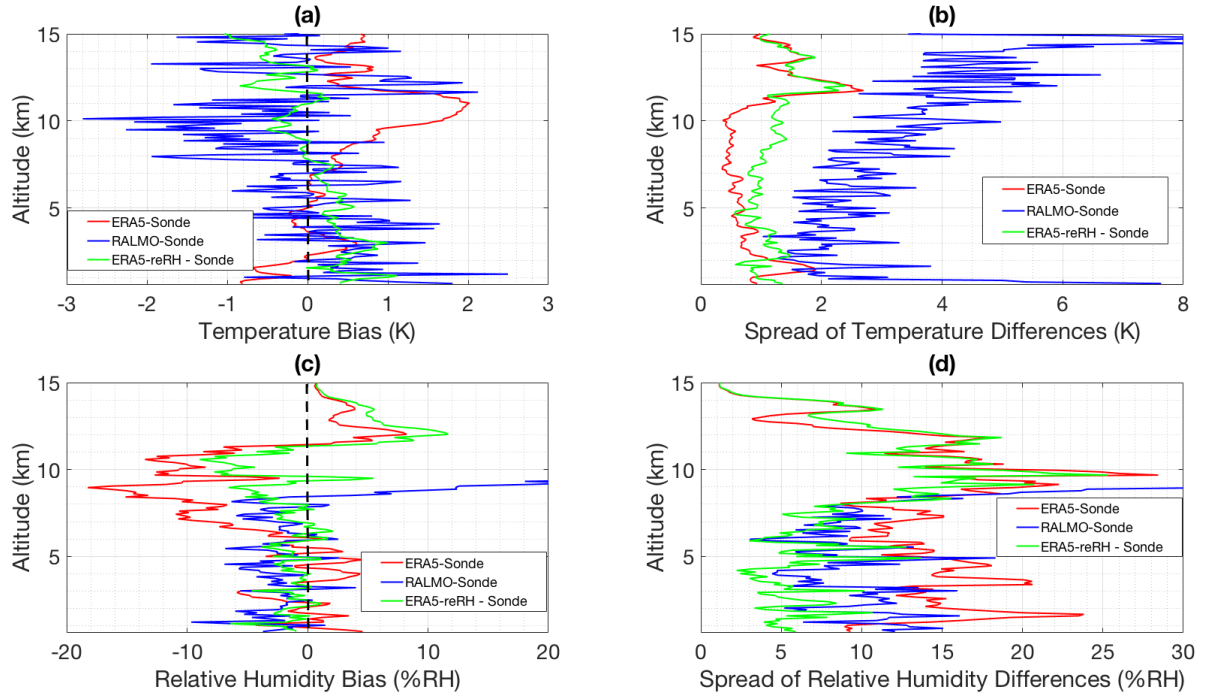 (a)
15
10
5
Altitude (km)
-3 -2 -1 0 1 2 3
Temperature Bias (K)
ERA5-Sonde
RALMO-Sonde
ERA5-reRH - Sonde
(b)
15
10
5
Altitude (km)
0 2 4 6 8
Spread of Temperature Differences (K)
ERA5-Sonde
RALMO-Sonde
ERA5-reRH - Sonde
(c)
15
10
5
Altitude (km)
-20 -10 0 10 20
Relative Humidity Bias (%RH)
ERA5-Sonde
RALMO-Sonde
ERA5-reRH - Sonde
(d)
15
10
5
Altitude (km)
0 5 10 15 20 25 30
Spread of Relative Humidity Differences (%RH)
ERA5-Sonde
RALMO-Sonde
ERA5-reRH - Sonde